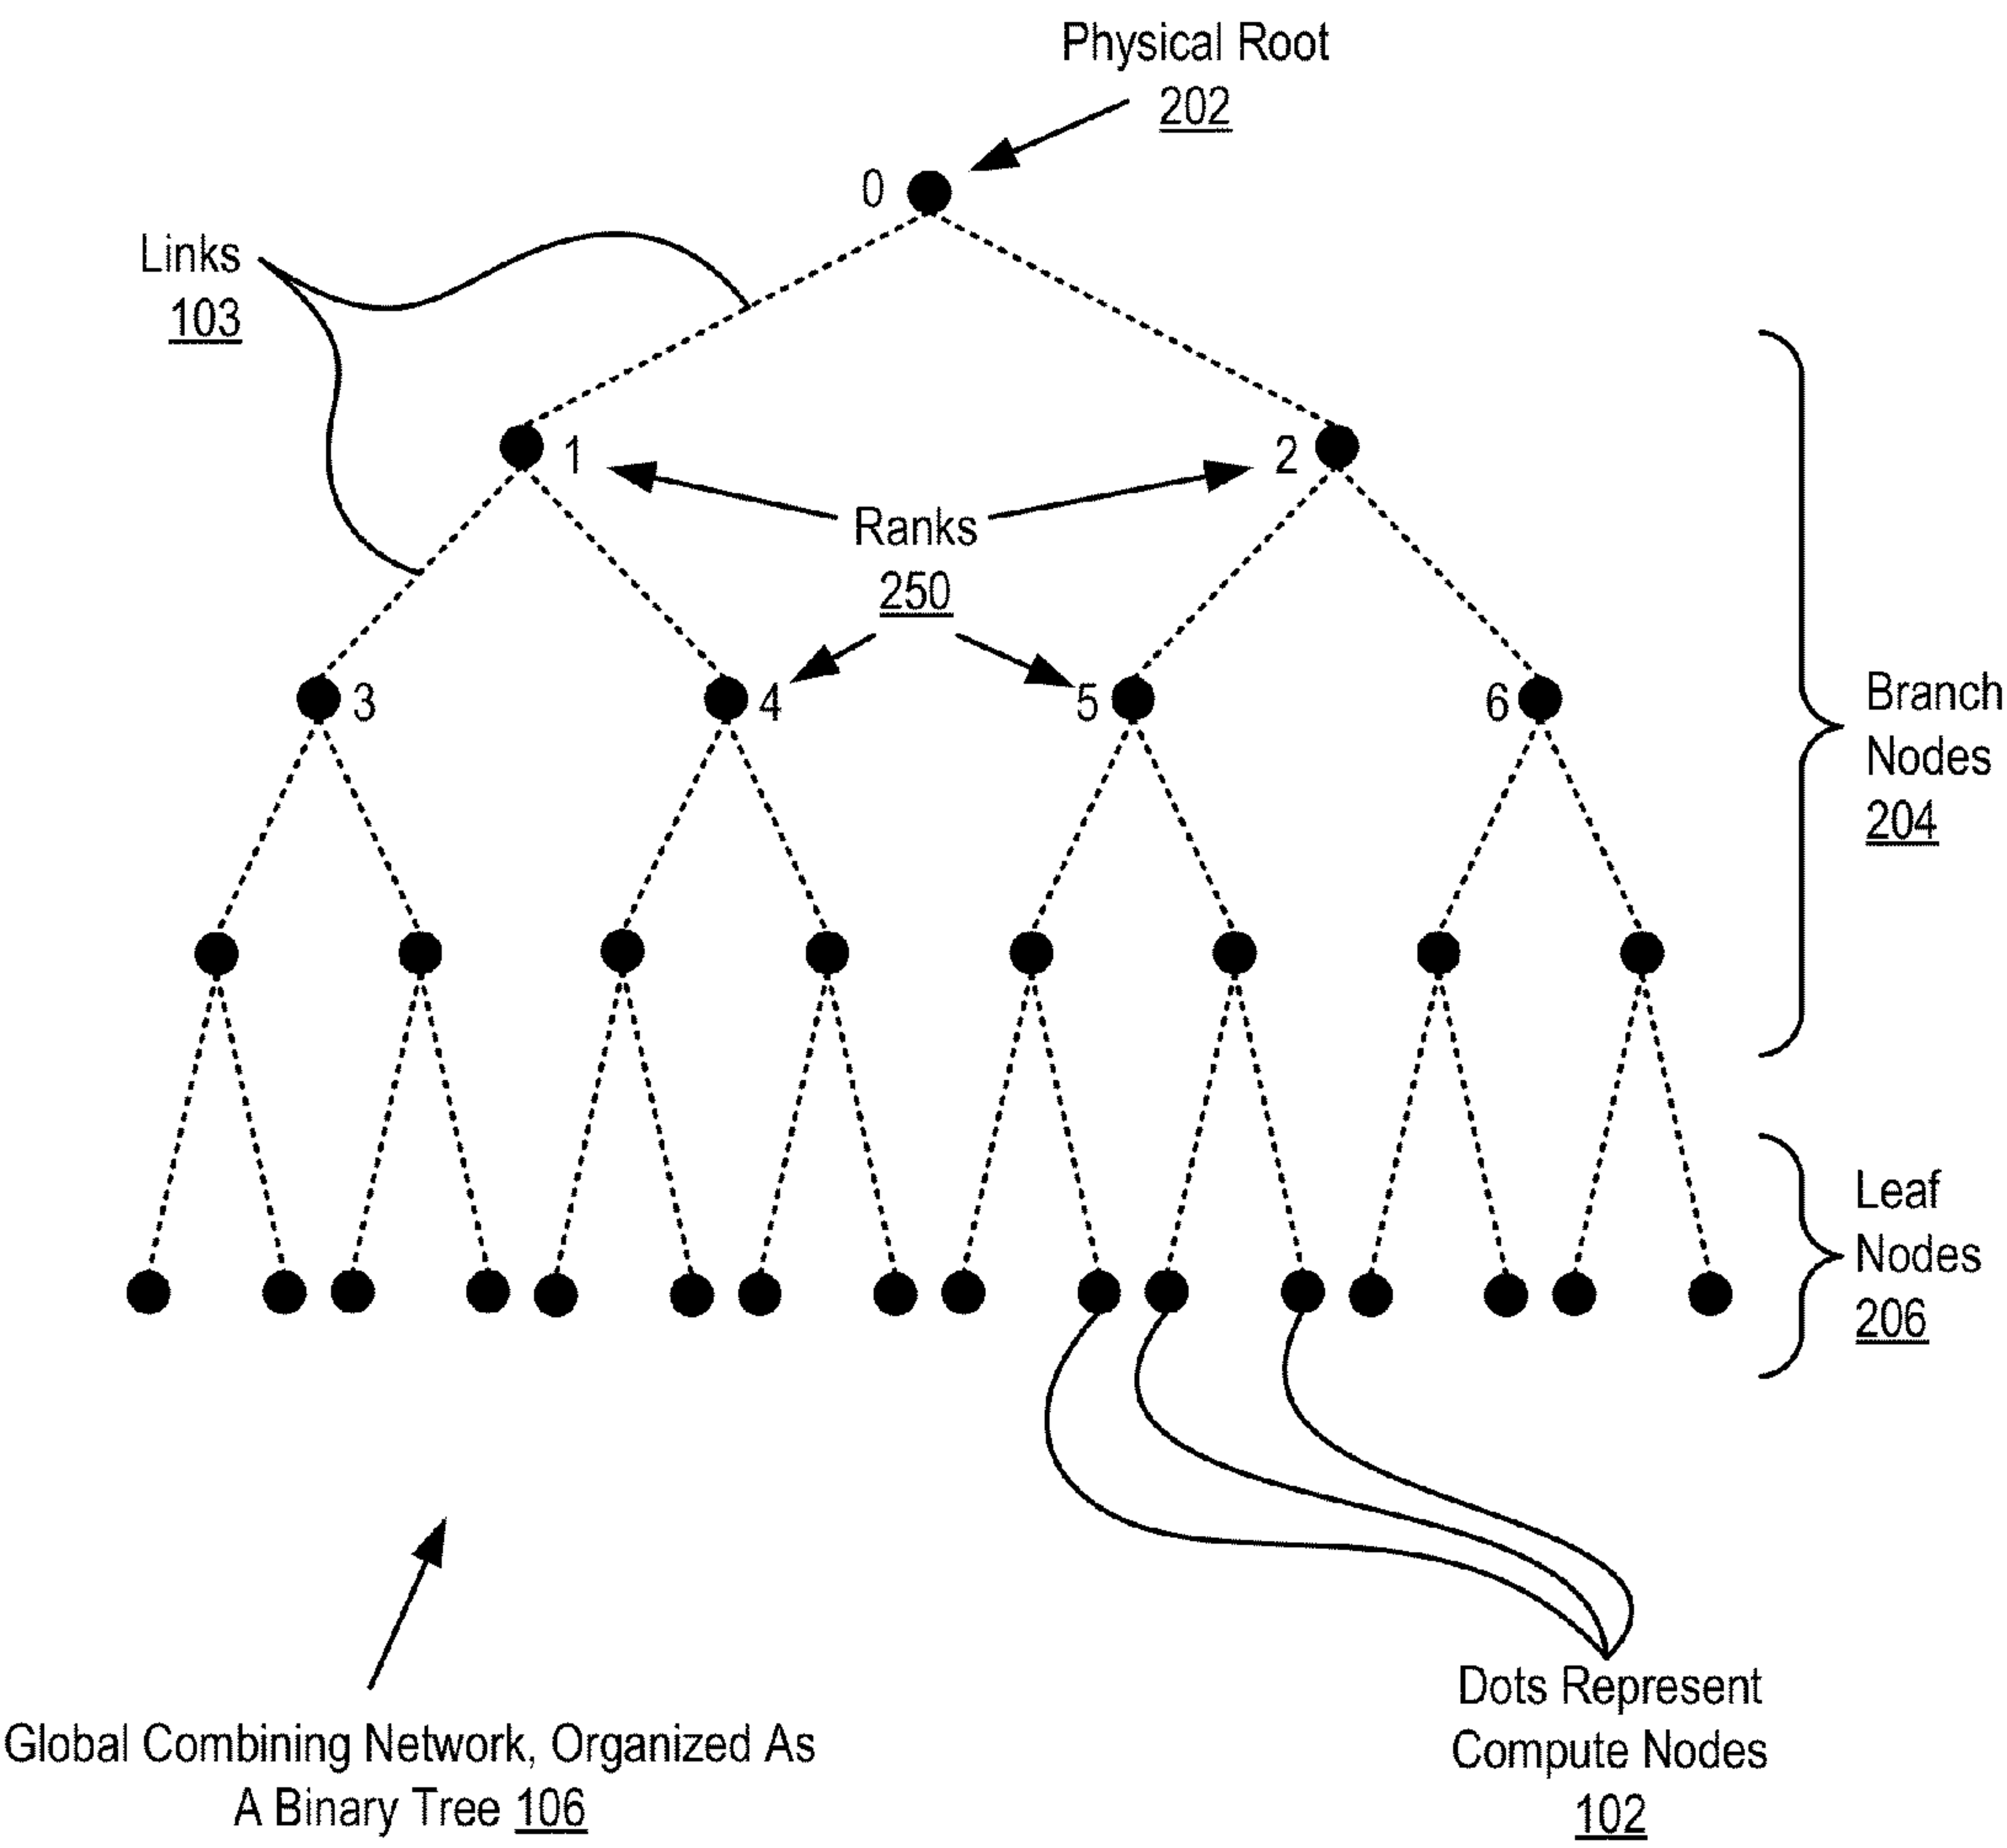 Physical Root
202
0
Links
103
1
2
Ranks
250
3
4
5
6
Branch
Nodes
204
Leaf
Nodes
206
Global Combining Network, Organized As
A Binary Tree 106
Dots Represent
Compute Nodes
102